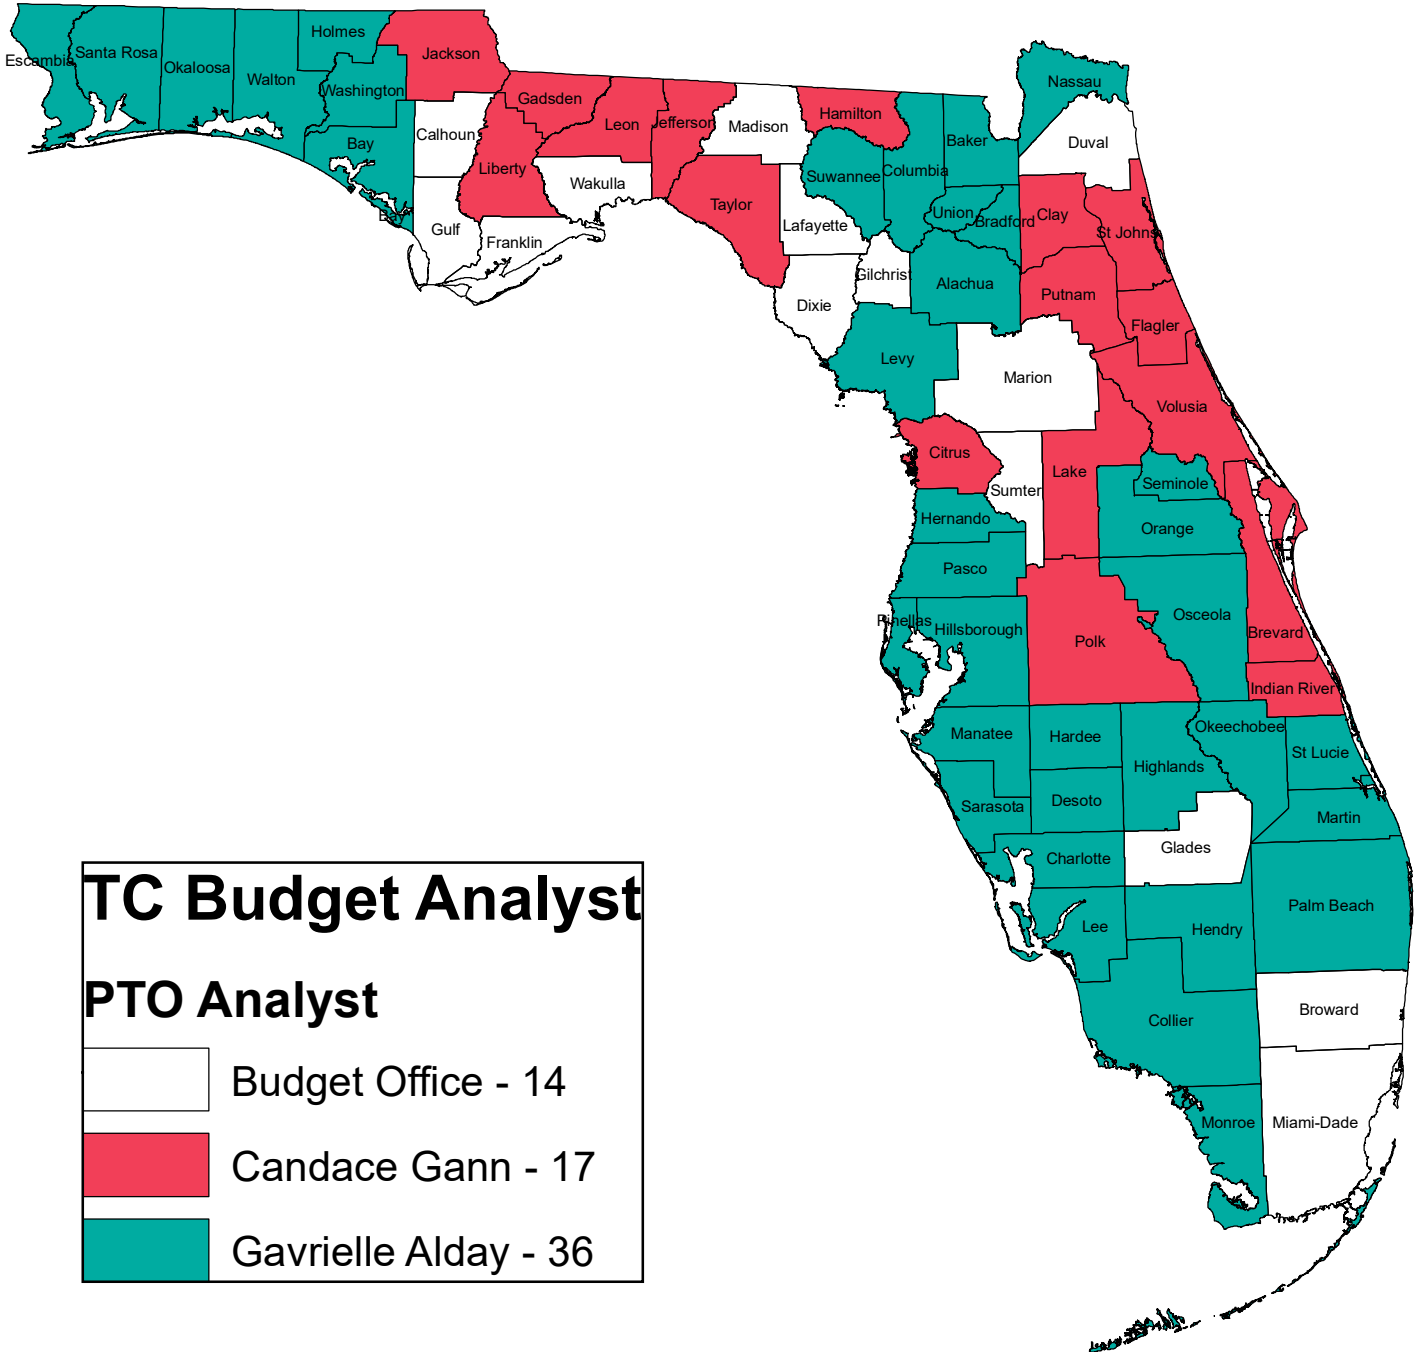 Holmes
Jackson
Escambia
Santa Rosa
Okaloosa
Walton
Washington
Nassau
Gadsden
Leon
Jefferson
Madison
Hamilton
Calhoun
Bay
Baker
Duval
Liberty
Wakulla
Suwannee
Columbia
Taylor
Bay
Gulf
Franklin
Lafayette
Union
Bradford
Clay
St Johns
Gilchrist
Alachua
Dixie
Putnam
Flagler
Levy
Marion
Volusia
Citrus
Lake
Sumter
Seminole
Hernando
Orange
Pasco
Osceola
Pinellas
Hillsborough
Polk
Brevard
Indian River
Manatee
Hardee
Okeechobee
St Lucie
Highlands
Sarasota
Desoto
Martin
Charlotte
Glades
Palm Beach
Lee
Hendry
Collier
Broward
Monroe
Miami-Dade
TC Budget Analyst
PTO Analyst
Budget Office - 14
Candace Gann - 17
Gavrielle Alday - 36